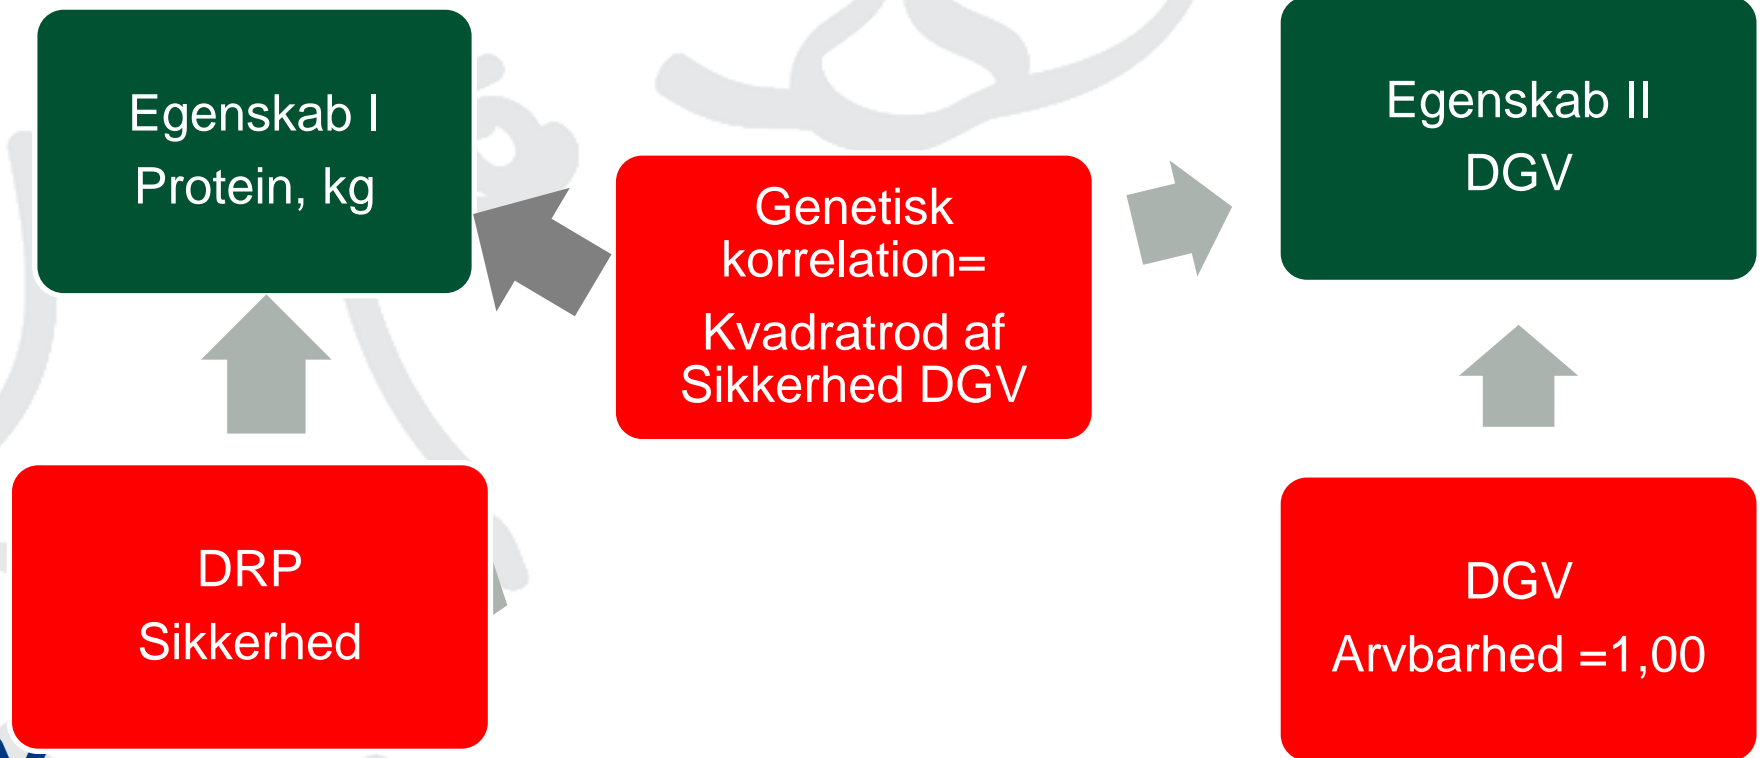 Egenskab I
Protein, kg
Genetisk
korrelation=
Kvadratrod af
Sikkerhed DGV
Egenskab II
DGV
DRP
Sikkerhed
DGV
Arvbarhed =1,00